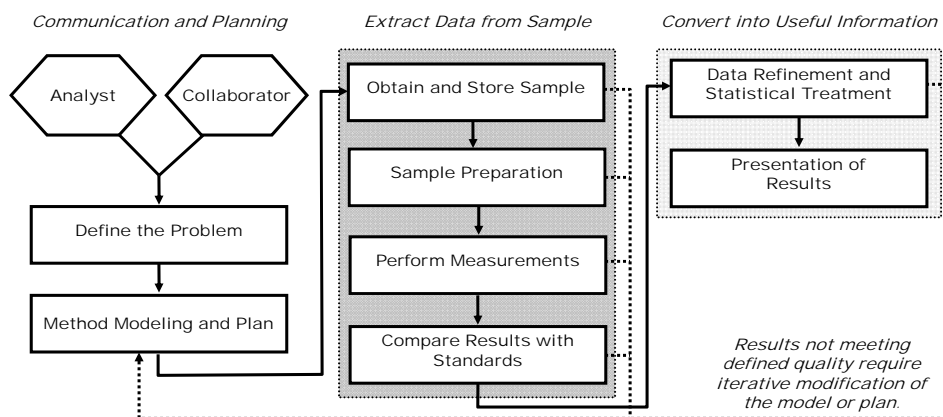 Communication and Planning
Analyst
Collaborator
Define the Problem
Method Modeling and Plan
Extract Data from Sample
Obtain and Store Sample
Sample Preparation
Perform Measurements
Compare Results with
Standards
Convert into Useful Information
Data Refinement and
Statistical Treatment
Presentation of
Results
Results not meeting
defined quality require
iterative modification of
the model or plan.